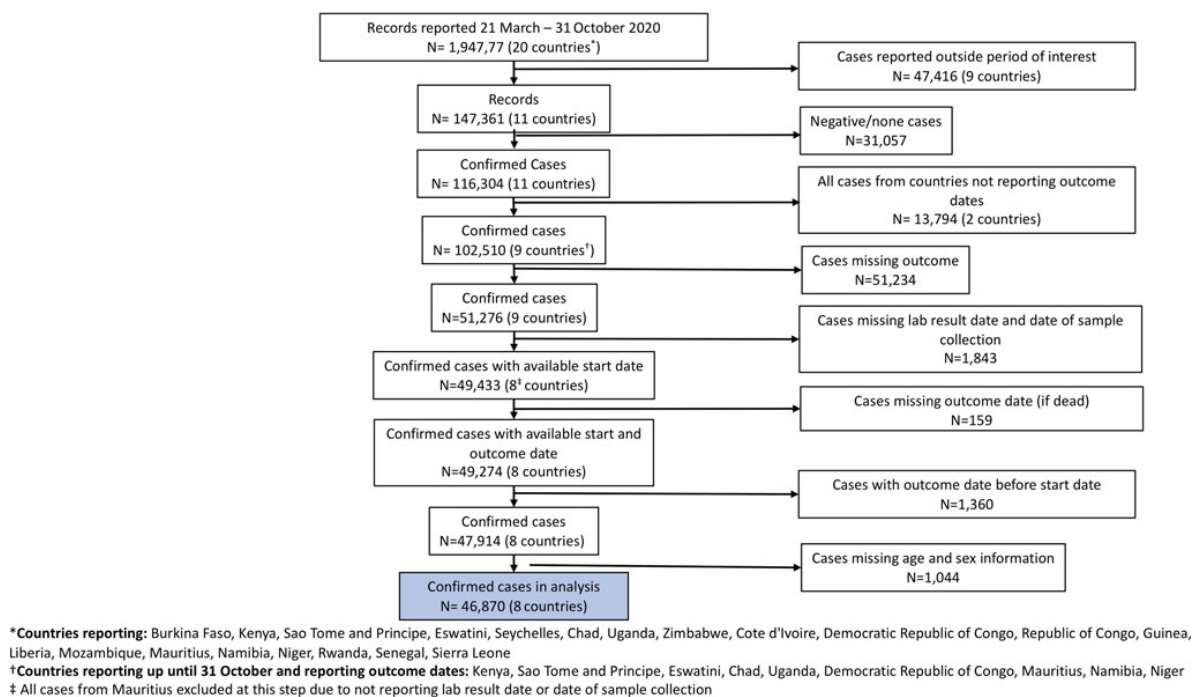 Records reported 21 March – 31 October 2020
N= 1,947,77 (20 countries*)
Cases reported outside period of interest
N= 47,416 (9 countries)
Records
N= 147,361 (11 countries)
Negative/none cases
N=31,057
Confirmed Cases
N= 116,304 (11 countries)
All cases from countries not reporting outcome
dates
N= 13,794 (2 countries)
Confirmed cases
N= 102,510 (9 countries†)
Cases missing outcome
N=51,234
Confirmed cases
N=51,276 (9 countries)
Cases missing lab result date and date of sample
collection
N=1,843
Confirmed cases with available start date
N=49,433 (8‡ countries)
Cases missing outcome date (if dead)
N=159
Confirmed cases with available start and
outcome date
N=49,274 (8 countries)
Cases with outcome date before start date
N=1,360
Confirmed cases
N=47,914 (8 countries)
Cases missing age and sex information
N=1,044
Confirmed cases in analysis
N= 46,870 (8 countries)
*Countries reporting: Burkina Faso, Kenya, Sao Tome and Principe, Eswatini, Seychelles, Chad, Uganda, Zimbabwe, Cote d'Ivoire, Democratic Republic of Congo, Republic of Congo, Guinea,
Liberia, Mozambique, Mauritius, Namibia, Niger, Rwanda, Senegal, Sierra Leone
†Countries reporting up until 31 October and reporting outcome dates: Kenya, Sao Tome and Principe, Eswatini, Chad, Uganda, Democratic Republic of Congo, Mauritius, Namibia, Niger
‡ All cases from Mauritius excluded at this step due to not reporting lab result date or date of sample collection